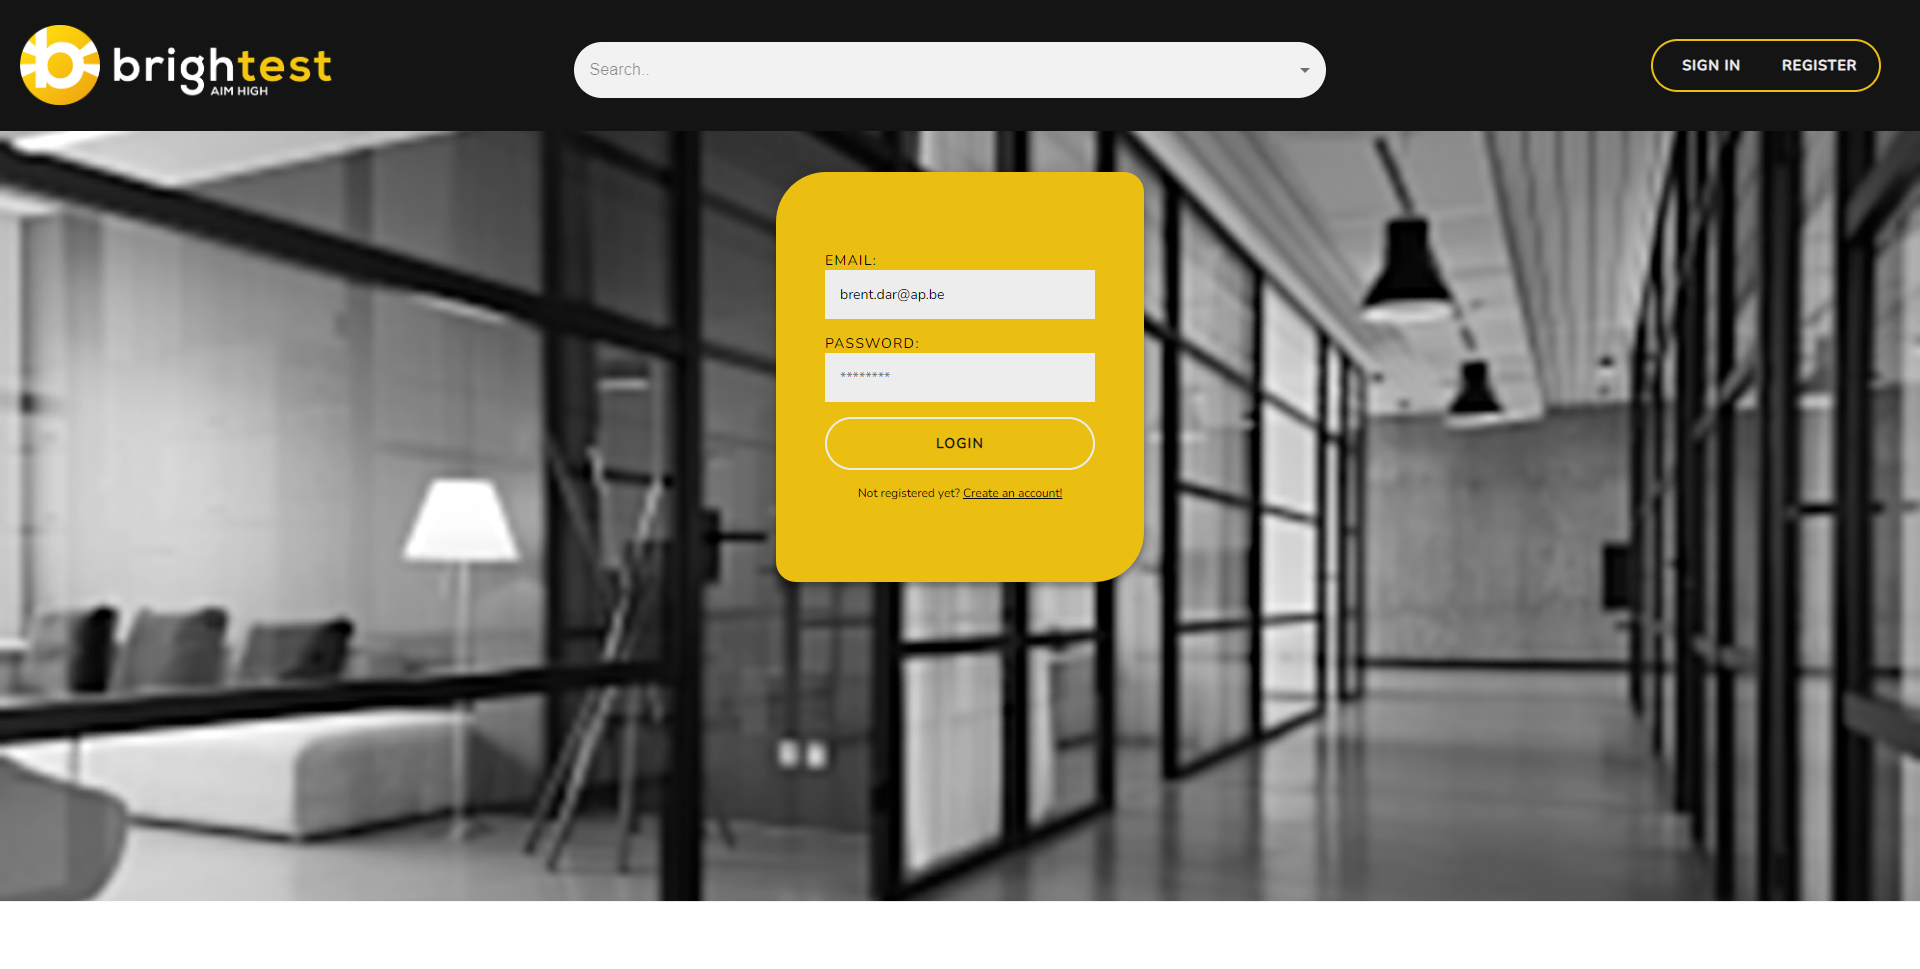 brightest
AIM HIGH
Search..
SIGN IN REGISTER
EMAIL:
brent.dar@ap.be
PASSWORD:
********
LOGIN
Not registered yet? Create an account!